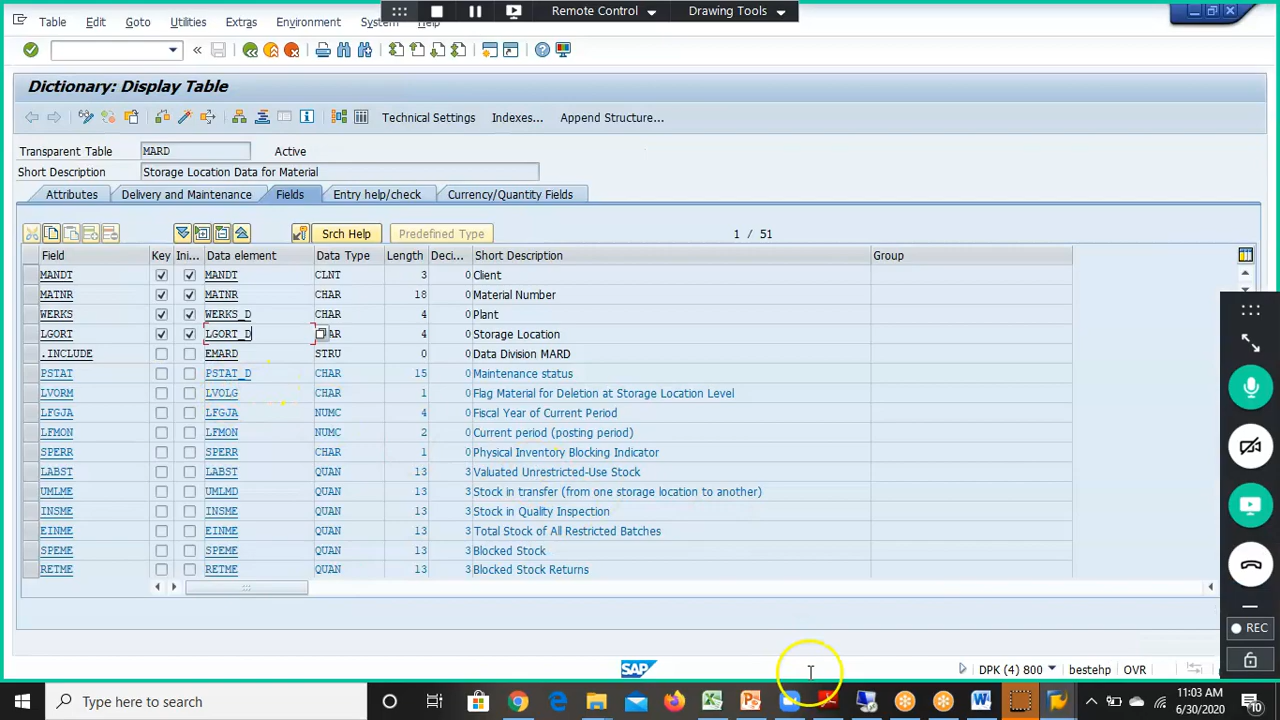 Remote Control Drawing Tools
Table Edit Goto Utilities Extras Environment System Help
Dictionary: Display Table
Technical Settings Indexes... Append Structure...
Transparent Table MARD Active
Short Description Storage Location Data for Material
Attributes Delivery and Maintenance Fields Entry help/check Currency/Quantity Fields
Srch Help Predefined Type 1 / 51
Field Key Ini... Data element Data Type Length Deci... Short Description Group
MANDT MANDT CLNT 3 0 Client
MATNR MATNR CHAR 18 0 Material Number
WERKS WERKS_D CHAR 4 0 Plant
LGORT LGORT_D AR 4 0 Storage Location
.INCLUDE EMARD STRU 0 0 Data Division MARD
PSTAT PSTAT_D CHAR 15 0 Maintenance status
LVORM LVOLG CHAR 1 0 Flag Material for Deletion at Storage Location Level
LFGJA LFGJA NUMC 4 0 Fiscal Year of Current Period
LFMON LFMON NUMC 2 0 Current period (posting period)
SPERR SPERR CHAR 1 0 Physical Inventory Blocking Indicator
LABST LABST QUAN 13 3 Valuated Unrestricted-Use Stock
UMLME UMLMD QUAN 13 3 Stock in transfer (from one storage location to another)
INSME INSME QUAN 13 3 Stock in Quality Inspection
EINME EINME QUAN 13 3 Total Stock of All Restricted Batches
SPEME SPEME QUAN 13 3 Blocked Stock
RETME RETME QUAN 13 3 Blocked Stock Returns
REC
SAP DPK (4) 800 bestehp OVR
Type here to search
11:03 AM
6/30/2020
10